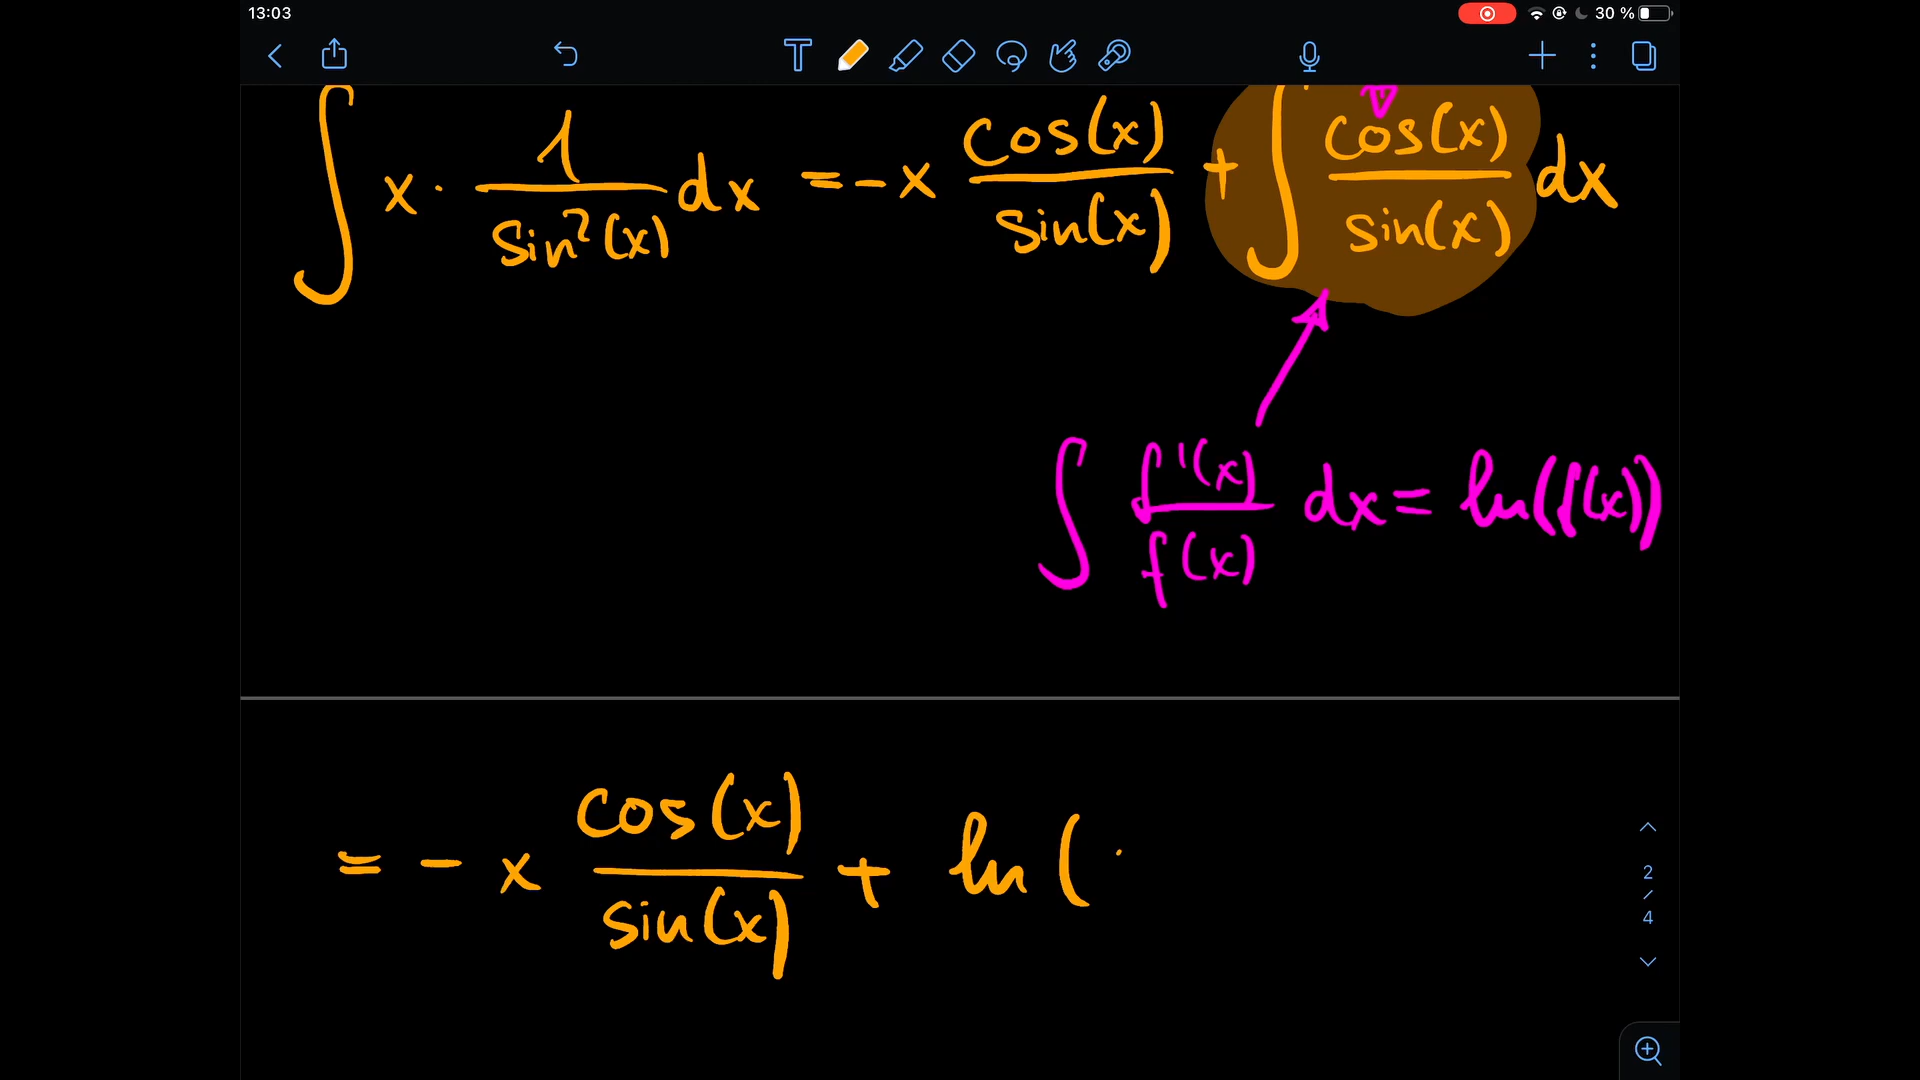 13:03
30 %
∫ x · 1/sin²(x) dx = -x cos(x)/sin(x) + ∫ cos(x)/sin(x) dx
∫ f'(x)/f(x) dx = ln(f(x))
= - x cos(x)/sin(x) + ln (
2
/
4